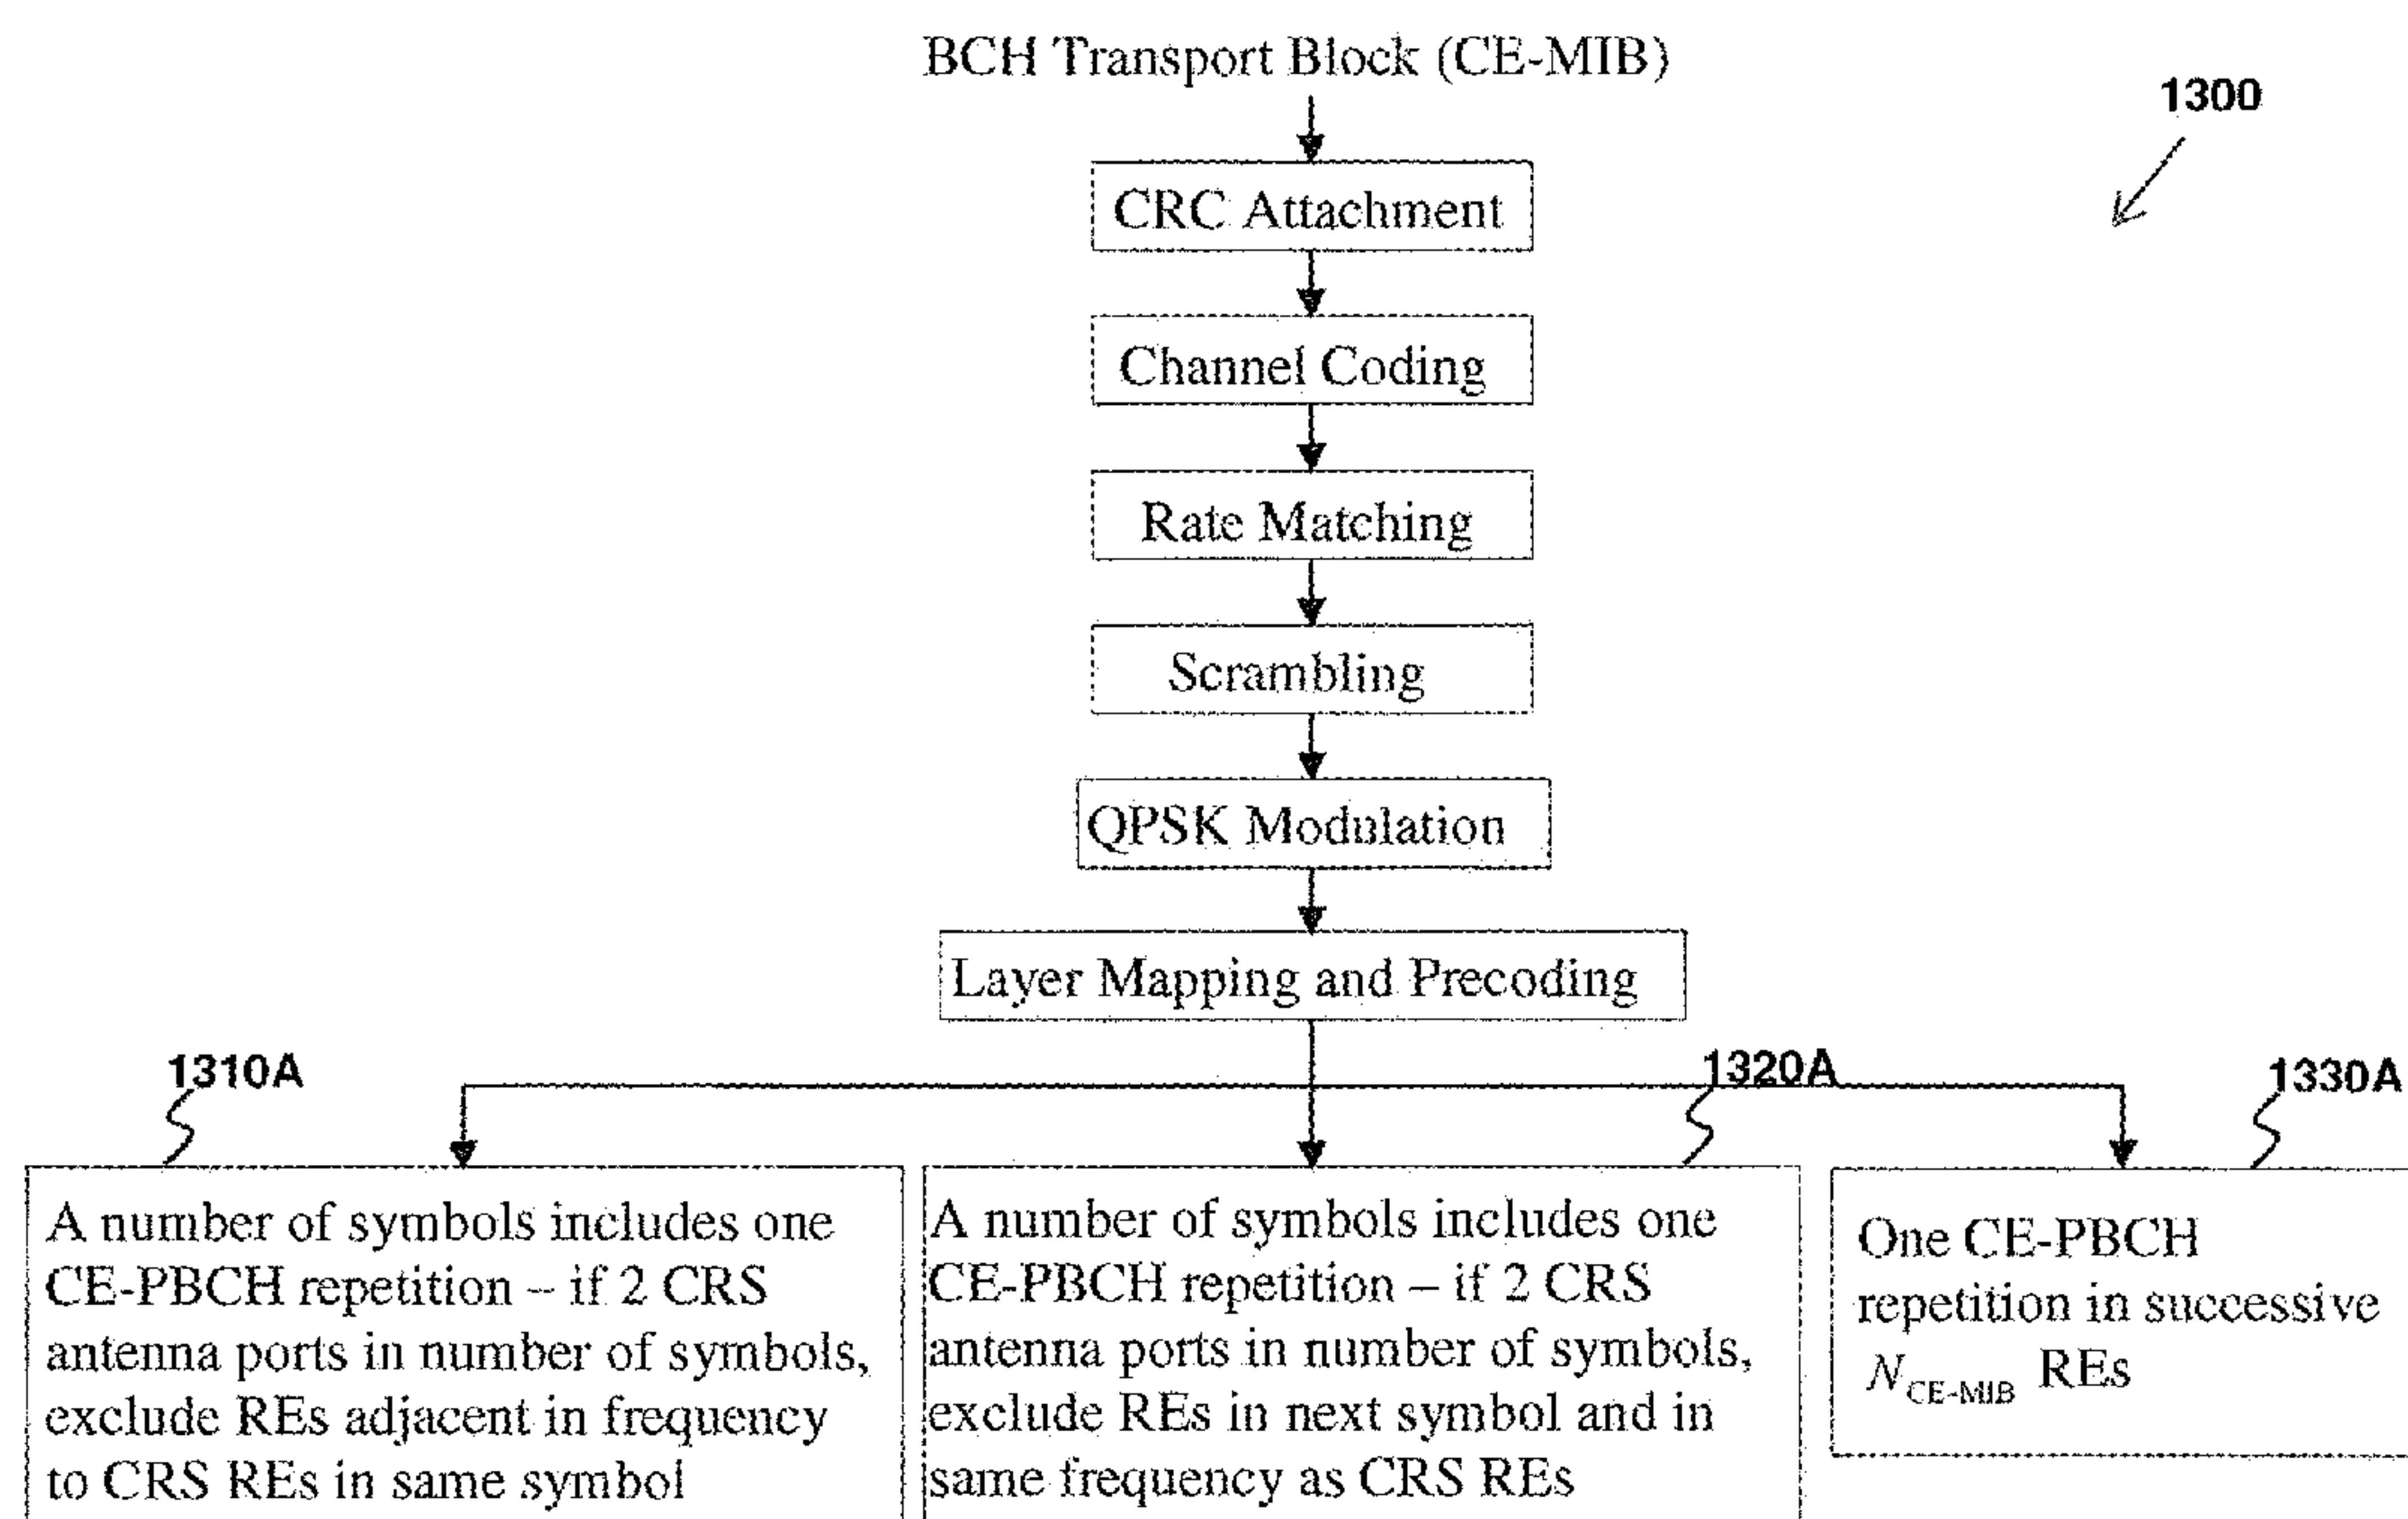 BCH Transport Block (CE-MIB)
1300
CRC Attachment
Channel Coding
Rate Matching
Scrambling
QPSK Modulation
Layer Mapping and Precoding
1310A
1320A
1330A
A number of symbols includes one
CE-PBCH repetition – if 2 CRS
antenna ports in number of symbols,
exclude REs adjacent in frequency
to CRS REs in same symbol
A number of symbols includes one
CE-PBCH repetition – if 2 CRS
antenna ports in number of symbols,
exclude REs in next symbol and in
same frequency as CRS REs
One CE-PBCH
repetition in successive
N CE-MIB REs